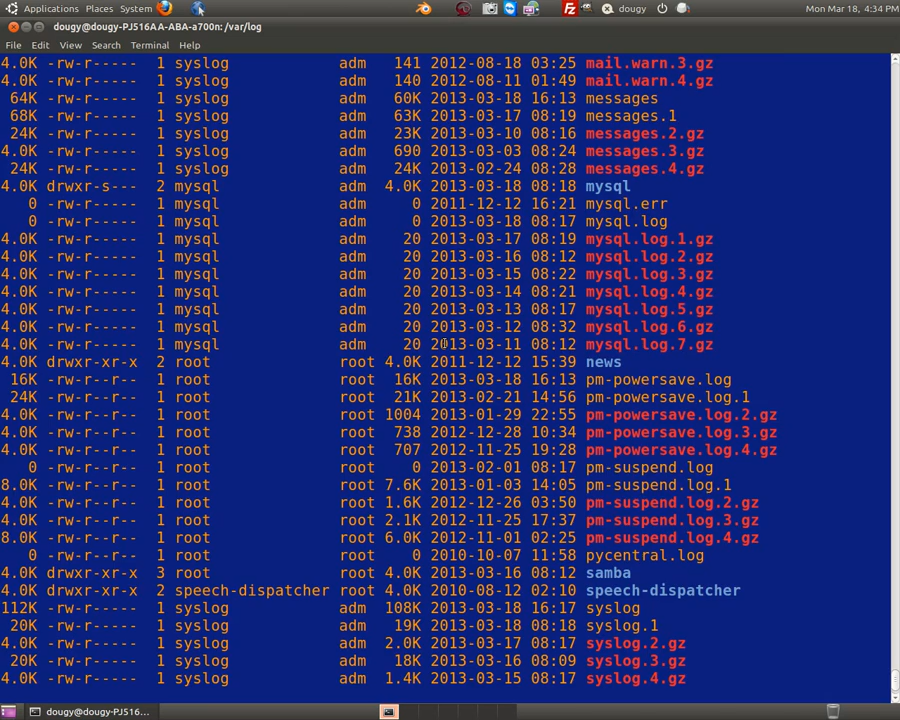 Applications Places System dougy Mon Mar 18, 4:34 PM
dougy@dougy-PJ516AA-ABA-a700n: /var/log
File Edit View Search Terminal Help
4.0K -rw-r----- 1 syslog adm 141 2012-08-18 03:25 mail.warn.3.gz
4.0K -rw-r----- 1 syslog adm 140 2012-08-11 01:49 mail.warn.4.gz
64K -rw-r----- 1 syslog adm 60K 2013-03-18 16:13 messages
68K -rw-r----- 1 syslog adm 63K 2013-03-17 08:19 messages.1
24K -rw-r----- 1 syslog adm 23K 2013-03-10 08:16 messages.2.gz
4.0K -rw-r----- 1 syslog adm 690 2013-03-03 08:24 messages.3.gz
24K -rw-r----- 1 syslog adm 24K 2013-02-24 08:28 messages.4.gz
4.0K drwxr-s--- 2 mysql adm 4.0K 2013-03-18 08:18 mysql
0 -rw-r----- 1 mysql adm 0 2011-12-12 16:21 mysql.err
0 -rw-r----- 1 mysql adm 0 2013-03-18 08:17 mysql.log
4.0K -rw-r----- 1 mysql adm 20 2013-03-17 08:19 mysql.log.1.gz
4.0K -rw-r----- 1 mysql adm 20 2013-03-16 08:12 mysql.log.2.gz
4.0K -rw-r----- 1 mysql adm 20 2013-03-15 08:22 mysql.log.3.gz
4.0K -rw-r----- 1 mysql adm 20 2013-03-14 08:21 mysql.log.4.gz
4.0K -rw-r----- 1 mysql adm 20 2013-03-13 08:17 mysql.log.5.gz
4.0K -rw-r----- 1 mysql adm 20 2013-03-12 08:32 mysql.log.6.gz
4.0K -rw-r----- 1 mysql adm 20 2013-03-11 08:12 mysql.log.7.gz
4.0K drwxr-xr-x 2 root root 4.0K 2011-12-12 15:39 news
16K -rw-r--r-- 1 root root 16K 2013-03-18 16:13 pm-powersave.log
24K -rw-r--r-- 1 root root 21K 2013-02-21 14:56 pm-powersave.log.1
4.0K -rw-r--r-- 1 root root 1004 2013-01-29 22:55 pm-powersave.log.2.gz
4.0K -rw-r--r-- 1 root root 738 2012-12-28 10:34 pm-powersave.log.3.gz
4.0K -rw-r--r-- 1 root root 707 2012-11-25 19:28 pm-powersave.log.4.gz
0 -rw-r--r-- 1 root root 0 2013-02-01 08:17 pm-suspend.log
8.0K -rw-r--r-- 1 root root 7.6K 2013-01-03 14:05 pm-suspend.log.1
4.0K -rw-r--r-- 1 root root 1.6K 2012-12-26 03:50 pm-suspend.log.2.gz
4.0K -rw-r--r-- 1 root root 2.1K 2012-11-25 17:37 pm-suspend.log.3.gz
8.0K -rw-r--r-- 1 root root 6.0K 2012-11-01 02:25 pm-suspend.log.4.gz
0 -rw-r--r-- 1 root root 0 2010-10-07 11:58 pycentral.log
4.0K drwxr-xr-x 3 root root 4.0K 2013-03-16 08:12 samba
4.0K drwxr-xr-x 2 speech-dispatcher root 4.0K 2010-08-12 02:10 speech-dispatcher
112K -rw-r----- 1 syslog adm 108K 2013-03-18 16:17 syslog
20K -rw-r----- 1 syslog adm 19K 2013-03-18 08:18 syslog.1
4.0K -rw-r----- 1 syslog adm 2.0K 2013-03-17 08:17 syslog.2.gz
20K -rw-r----- 1 syslog adm 18K 2013-03-16 08:09 syslog.3.gz
4.0K -rw-r----- 1 syslog adm 1.4K 2013-03-15 08:17 syslog.4.gz
dougy@dougy-PJ516...